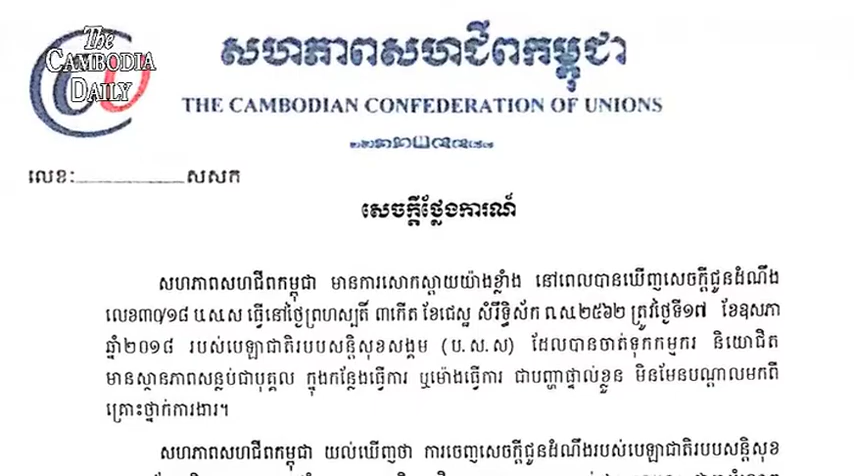 The
CAMBODIA
DAILY
សហភាពសហជីពកម្ពុជា
THE CAMBODIAN CONFEDERATION OF UNIONS
លេខៈ សសក
សេចក្តីថ្លែងការណ៍
សហភាពសហជីពកម្ពុជា មានការសោកស្តាយយ៉ាងខ្លាំង នៅពេលបានឃើញសេចក្តីជូនដំណឹង
លេខ៣០/១៨ ប.ស.ស ធ្វើនៅថ្ងៃព្រហស្បតិ៍ ៣កើត ខែជេស្ឋ សំរឹទ្ធិស័ក ព.ស.២៥៦២ ត្រូវថ្ងៃទី១៧ ខែឧសភា
ឆ្នាំ២០១៨ របស់បេឡាជាតិរបបសន្តិសុខសង្គម (ប.ស.ស) ដែលបានចាត់ទុកកម្មករ និយោជិត
មានស្ថានភាពសន្លប់ជាបុគ្គល ក្នុងកន្លែងធ្វើការ ឬម៉ោងធ្វើការ ជាបញ្ហាផ្ទាល់ខ្លួន មិនមែនបណ្តាលមកពី
គ្រោះថ្នាក់ការងារ។
សហភាពសហជីពកម្ពុជា យល់ឃើញថា ការចេញសេចក្តីជូនដំណឹងរបស់បេឡាជាតិរបបសន្តិសុខ